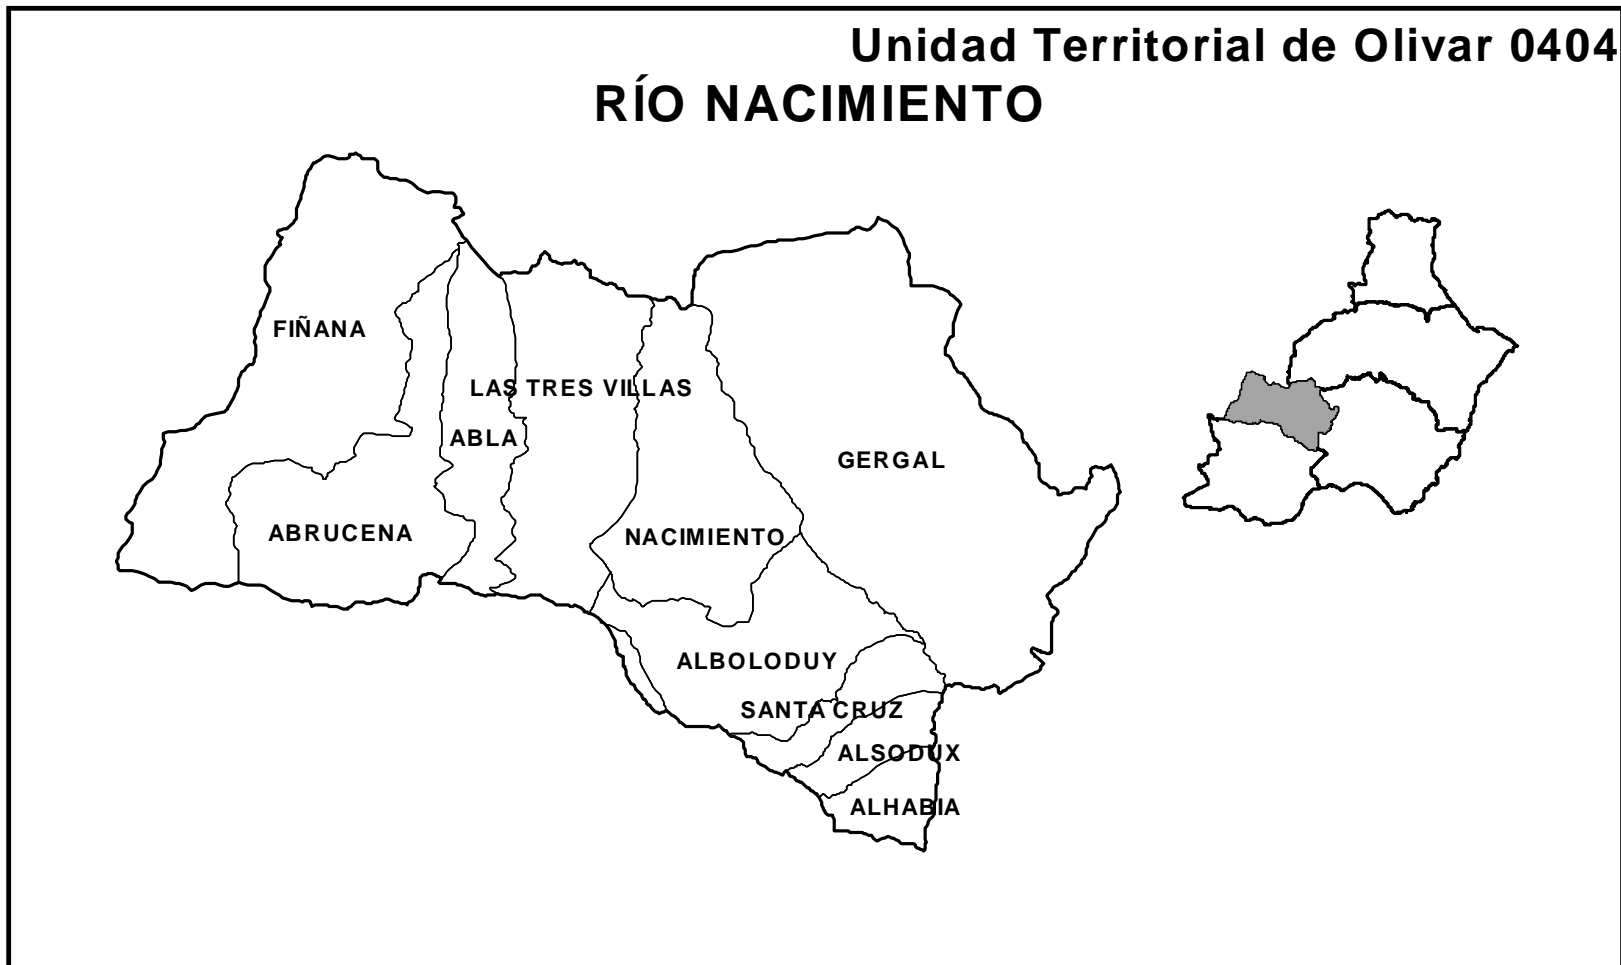 Unidad Territorial de Olivar 0404
RÍO NACIMIENTO
FIÑANA
LAS TRES VILLAS
ABLA
GERGAL
ABRUCENA
NACIMIENTO
ALBOLODUY
SANTA CRUZ
ALSODUX
ALHABIA